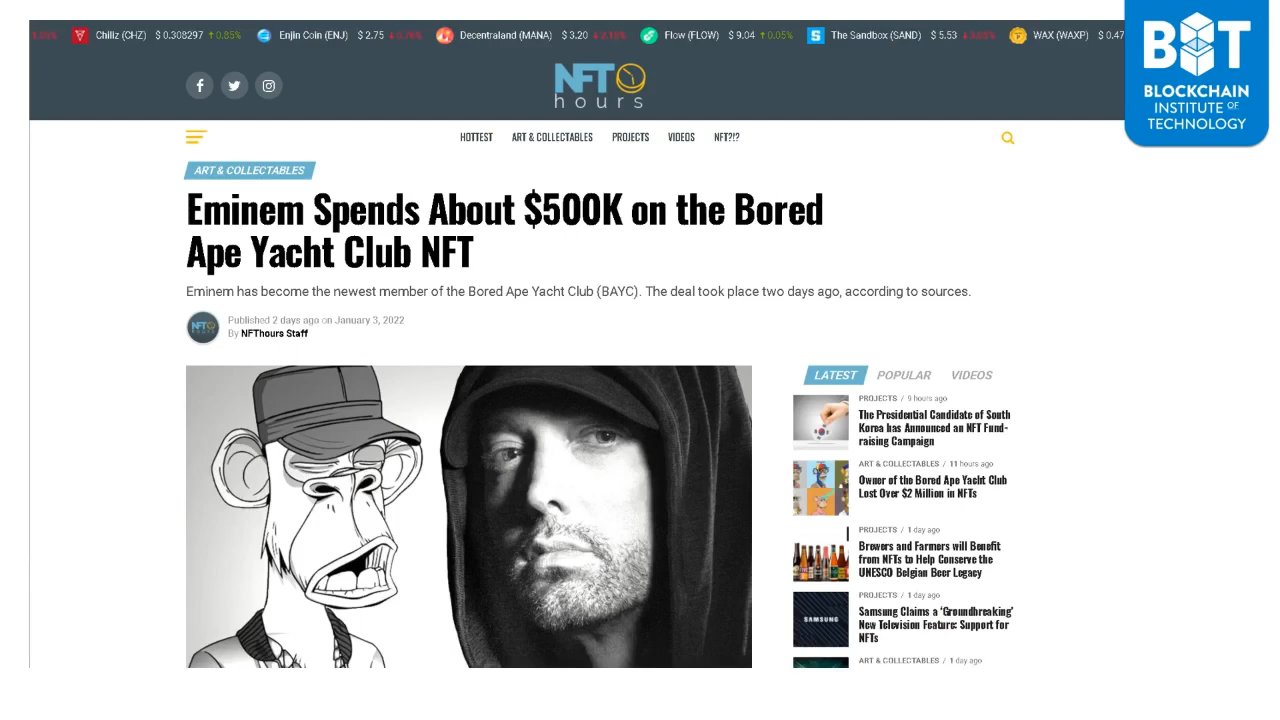 1.05% Chiliz (CHZ) $ 0.308297 ↑0.85% Enjin Coin (ENJ) $ 2.75 Decentraland (MANA) $ 3.20 Flow (FLOW) $ 9.04 ↑0.05% The Sandbox (SAND) $ 5.53 WAX (WAXP) $ 0.47
BIT
BLOCKCHAIN
INSTITUTE OF
TECHNOLOGY
NFT
hours
HOTTEST ART & COLLECTABLES PROJECTS VIDEOS NFT?!?
ART & COLLECTABLES
Eminem Spends About $500K on the Bored
Ape Yacht Club NFT
Eminem has become the newest member of the Bored Ape Yacht Club (BAYC). The deal took place two days ago, according to sources.
NFT
hours
Published 2 days ago on January 3, 2022
By NFThours Staff
LATEST POPULAR VIDEOS
PROJECTS / 9 hours ago
The Presidential Candidate of South
Korea has Announced an NFT Fund-
raising Campaign
ART & COLLECTABLES / 11 hours ago
Owner of the Bored Ape Yacht Club
Lost Over $2 Million in NFTs
PROJECTS / 1 day ago
Brewers and Farmers will Benefit
from NFTs to Help Conserve the
UNESCO Belgian Beer Legacy
PROJECTS / 1 day ago
SAMSUNG
Samsung Claims a ‘Groundbreaking’
New Television Feature: Support for
NFTs
ART & COLLECTABLES / 1 day ago